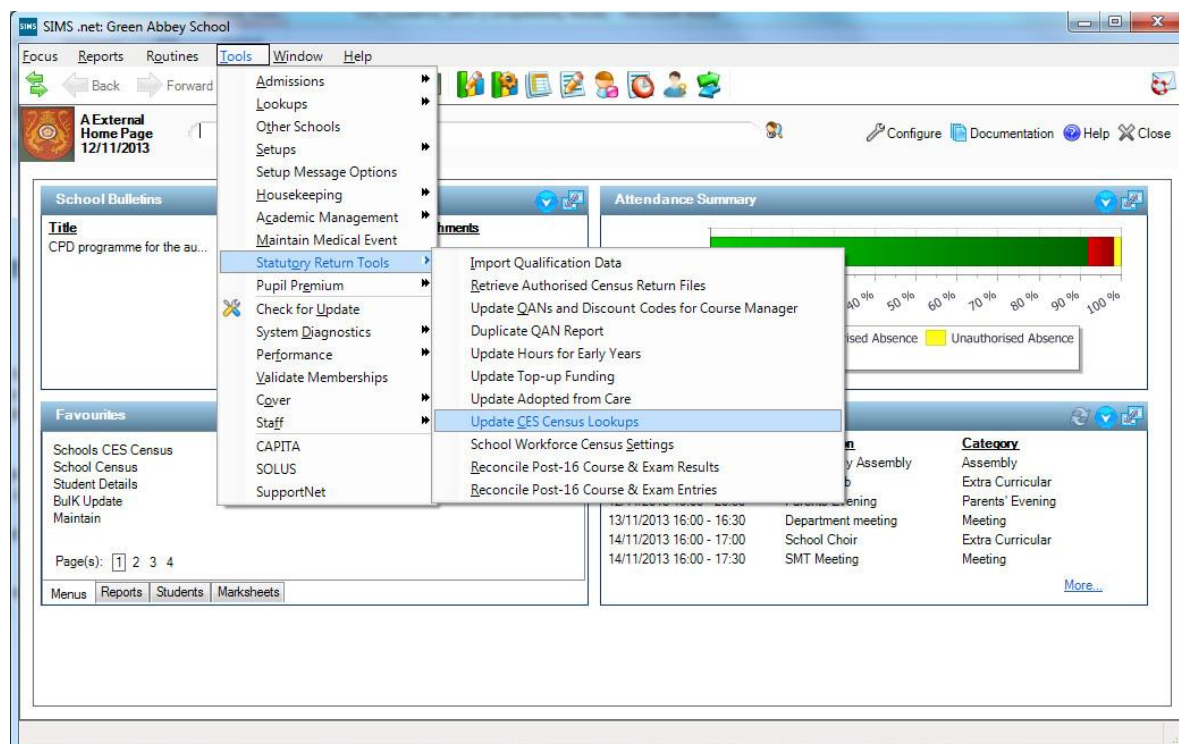 SIMS .net: Green Abbey School
Focus Reports Routines Tools Window Help
Back Forward
A External
Home Page
12/11/2013
Configure Documentation Help Close
Admissions
Lookups
Other Schools
Setups
Setup Message Options
Housekeeping
Academic Management
Maintain Medical Event
Statutory Return Tools
Pupil Premium
Check for Update
System Diagnostics
Performance
Validate Memberships
Cover
Staff
CAPITA
SOLUS
SupportNet
Import Qualification Data
Retrieve Authorised Census Return Files
Update QANs and Discount Codes for Course Manager
Duplicate QAN Report
Update Hours for Early Years
Update Top-up Funding
Update Adopted from Care
Update CES Census Lookups
School Workforce Census Settings
Reconcile Post-16 Course & Exam Results
Reconcile Post-16 Course & Exam Entries
School Bulletins
Title
CPD programme for the au...
Attendance Summary
40 % 50 % 60 % 70 % 80 % 90 % 100 %
Absence Unauthorised Absence
Favourites
Schools CES Census
School Census
Student Details
BulK Update
Maintain
Page(s): 1 2 3 4
Menus Reports Students Marksheets
Category
Assembly Assembly
Extra Curricular
Evening Parents' Evening
13/11/2013 16:00 - 16:30 Department meeting Meeting
14/11/2013 16:00 - 17:00 School Choir Extra Curricular
14/11/2013 16:00 - 17:30 SMT Meeting Meeting
More...